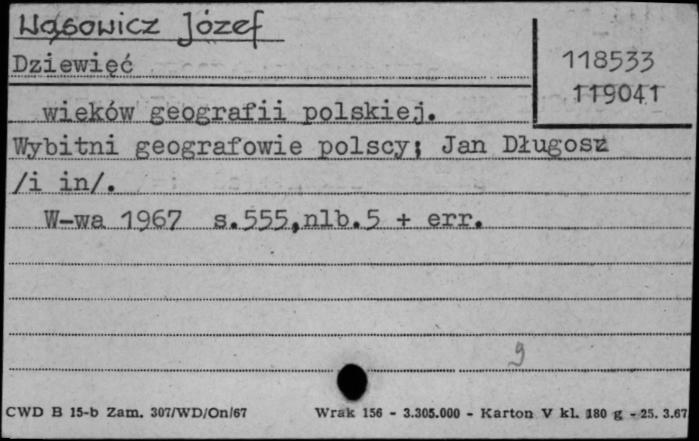 Wąsowicz Józef
Dziewięć
118533
119041
wieków geografii polskiej.
Wybitni geografowie polscy; Jan Długosz
/i in/.
W-wa 1967 s.555,nlb.5 + err.
9
CWD B 15-b Zam. 307/WD/On/67 Wrak 156 - 3.305.000 - Karton V kl. 180 g - 25. 3.67